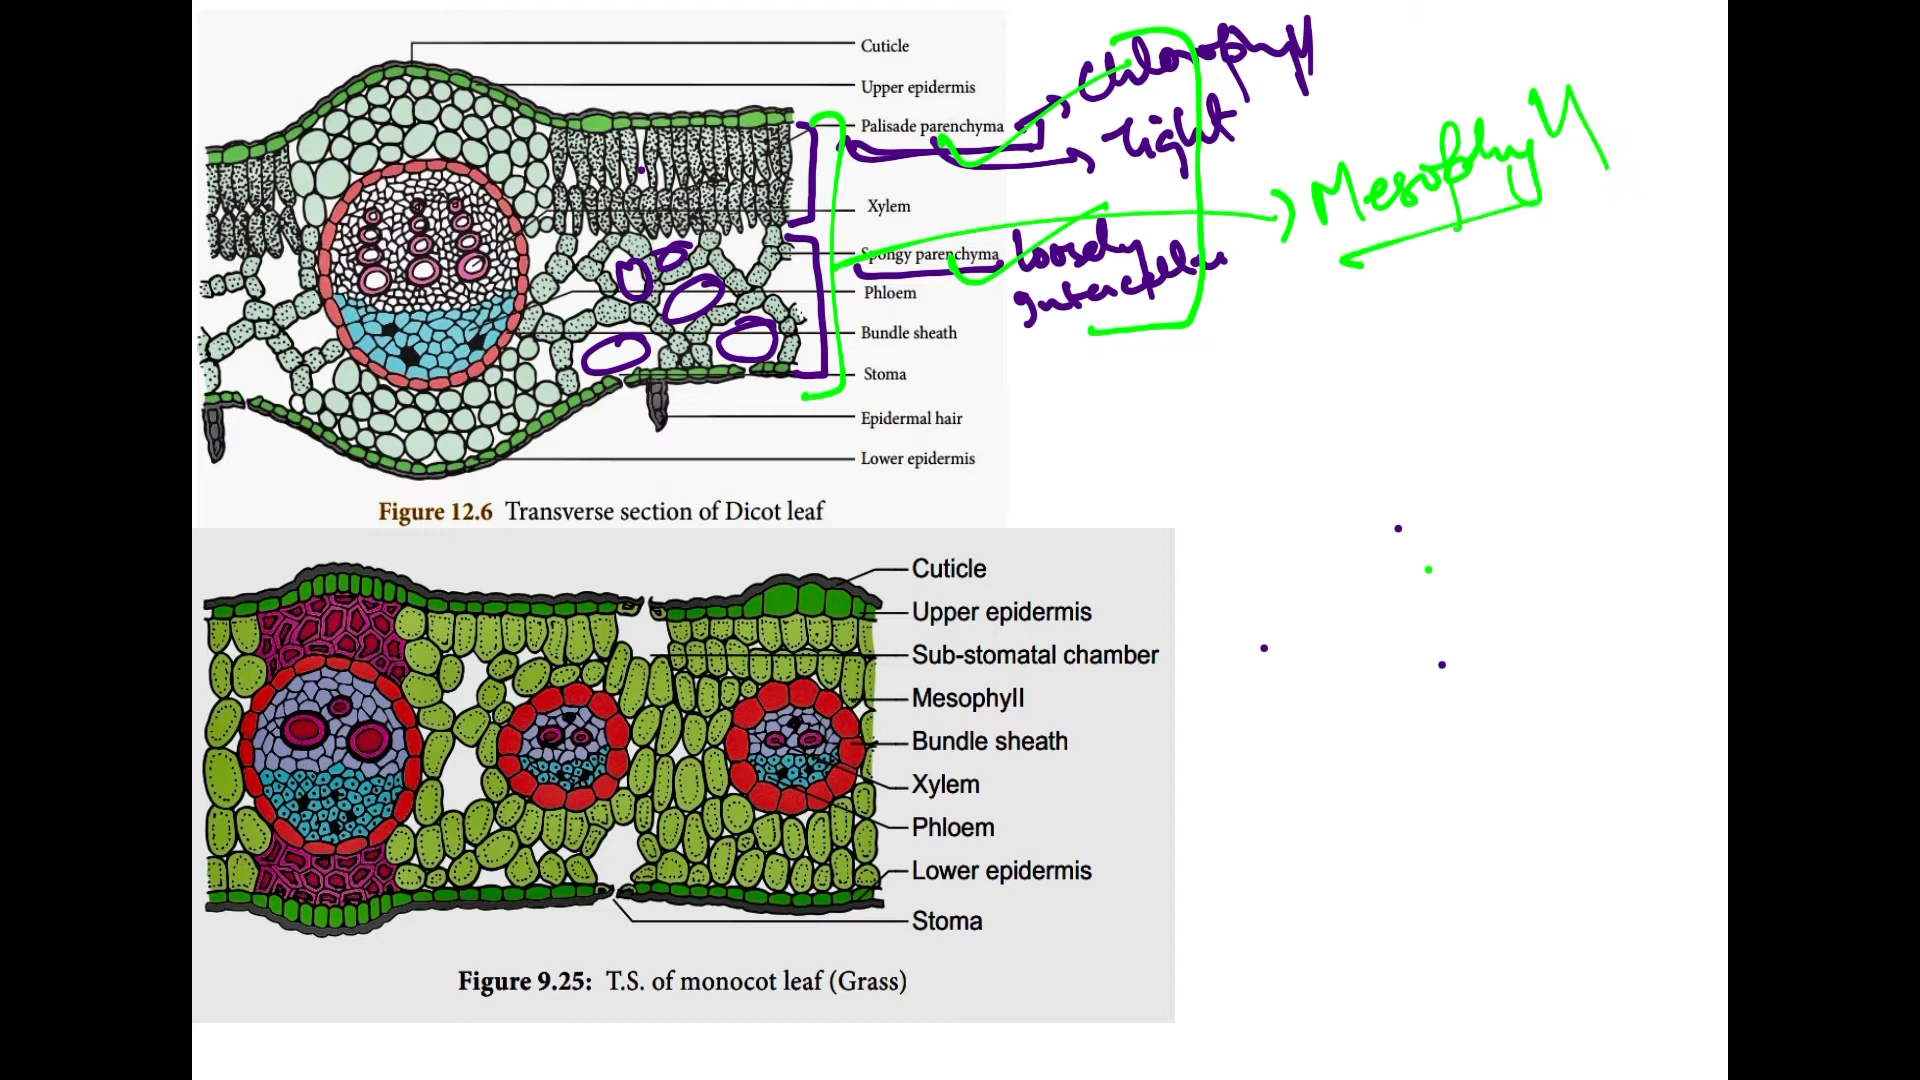 Cuticle
Upper epidermis
Palisade parenchyma
Chlorophyll
Tight
Xylem
Spongy parenchyma
loosely
Mesophyll
Phloem
Bundle sheath
Stoma
Epidermal hair
Lower epidermis
Figure 12.6 Transverse section of Dicot leaf
Cuticle
Upper epidermis
Sub-stomatal chamber
Mesophyll
Bundle sheath
Xylem
Phloem
Lower epidermis
Stoma
Figure 9.25: T.S. of monocot leaf (Grass)